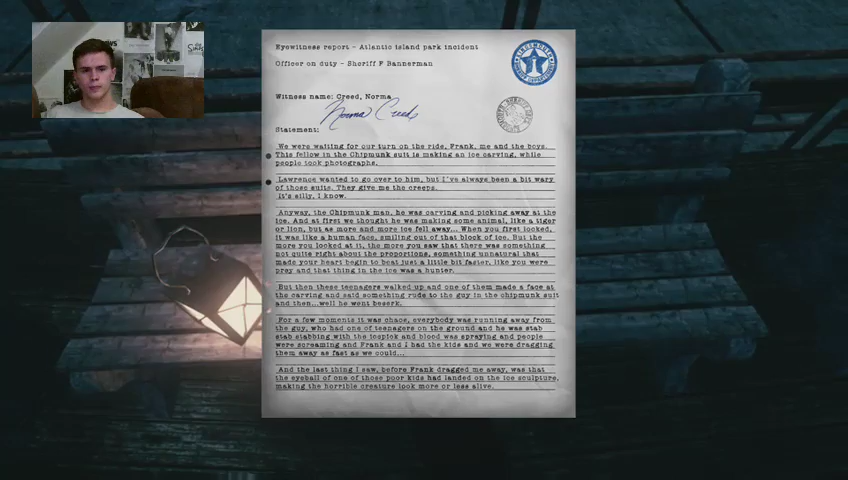 Eyewitness report - Atlantic island park incident
Officer on duty - Sheriff F Bannerman
Witness name: Creed, Norma
Norma Creed
Statement:
We were waiting for our turn on the ride, Frank, me and the boys.
This fellow in the Chipmunk suit is making an ice carving, while
people took photographs.
Lawrence wanted to go over to him, but I've always been a bit wary
of those suits. They give me the creeps.
It's silly, I know.
Anyway, the Chipmunk man, he was carving and picking away at the
ice. And at first we thought he was making some animal, like a tiger
or lion, but as more and more ice fell away... When you first looked,
it was like a human face, smiling out of that block of ice. But the
more you looked at it, the more you saw that there was something
not quite right about the proportions, something unnatural that
made your heart begin to beat just a little bit faster, like you were
prey and that thing in the ice was a hunter.
But then these teenagers walked up and one of them made a face at
the carving and said something rude to the guy in the chipmunk suit
and then...well he went beserk.
For a few moments it was chaos, everybody was running away from
the guy, who had one of teenagers on the ground and he was stab
stab stabbing with the icepick and blood was spraying and people
were screaming and Frank and I had the kids and we were dragging
them away as fast as we could...
And the last thing I saw, before Frank dragged me away, was that
the eyeball of one of those poor kids had landed on the ice sculpture,
making the horrible creature look more or less alive.